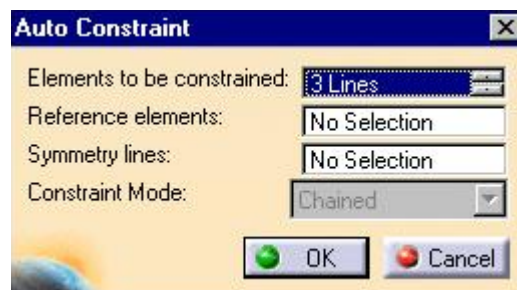 Auto Constraint
Elements to be constrained: 3 Lines
Reference elements: No Selection
Symmetry lines: No Selection
Constraint Mode: Chained
OK Cancel